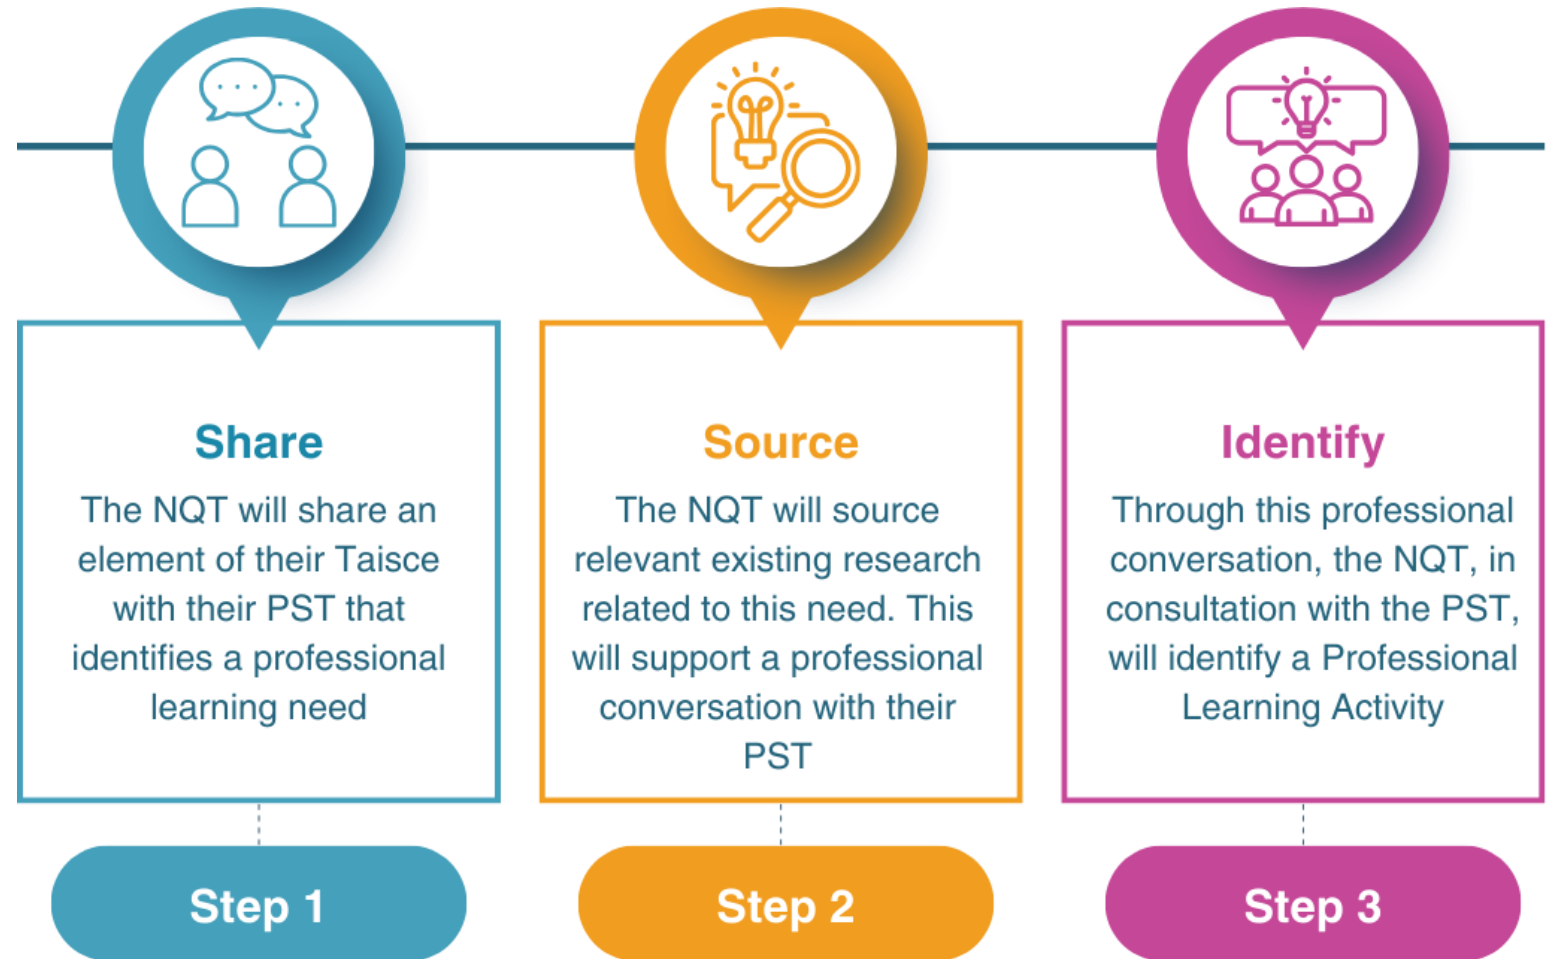 Share
The NQT will share an
element of their Taisce
with their PST that
identifies a professional
learning need
Step 1
Source
The NQT will source
relevant existing research
related to this need. This
will support a professional
conversation with their
PST
Step 2
Identify
Through this professional
conversation, the NQT, in
consultation with the PST,
will identify a Professional
Learning Activity
Step 3